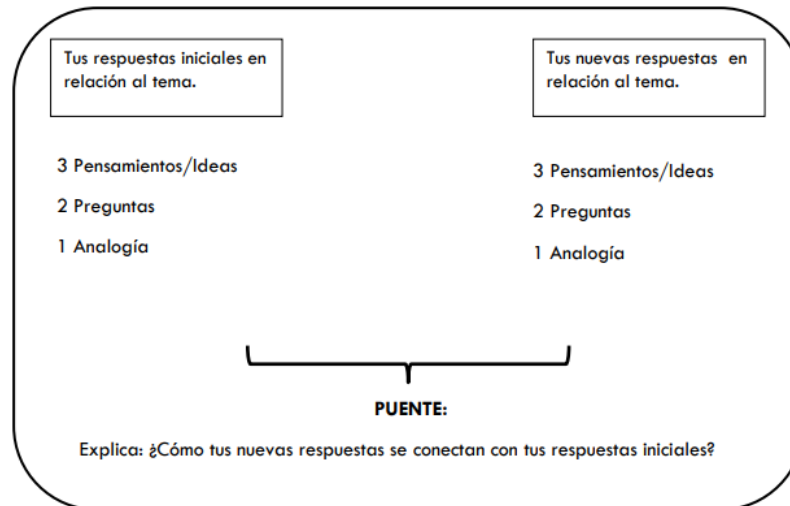 Tus respuestas iniciales en
relación al tema.
3 Pensamientos/Ideas
2 Preguntas
1 Analogía
Tus nuevas respuestas en
relación al tema.
3 Pensamientos/Ideas
2 Preguntas
1 Analogía
PUENTE:
Explica: ¿Cómo tus nuevas respuestas se conectan con tus respuestas iniciales?